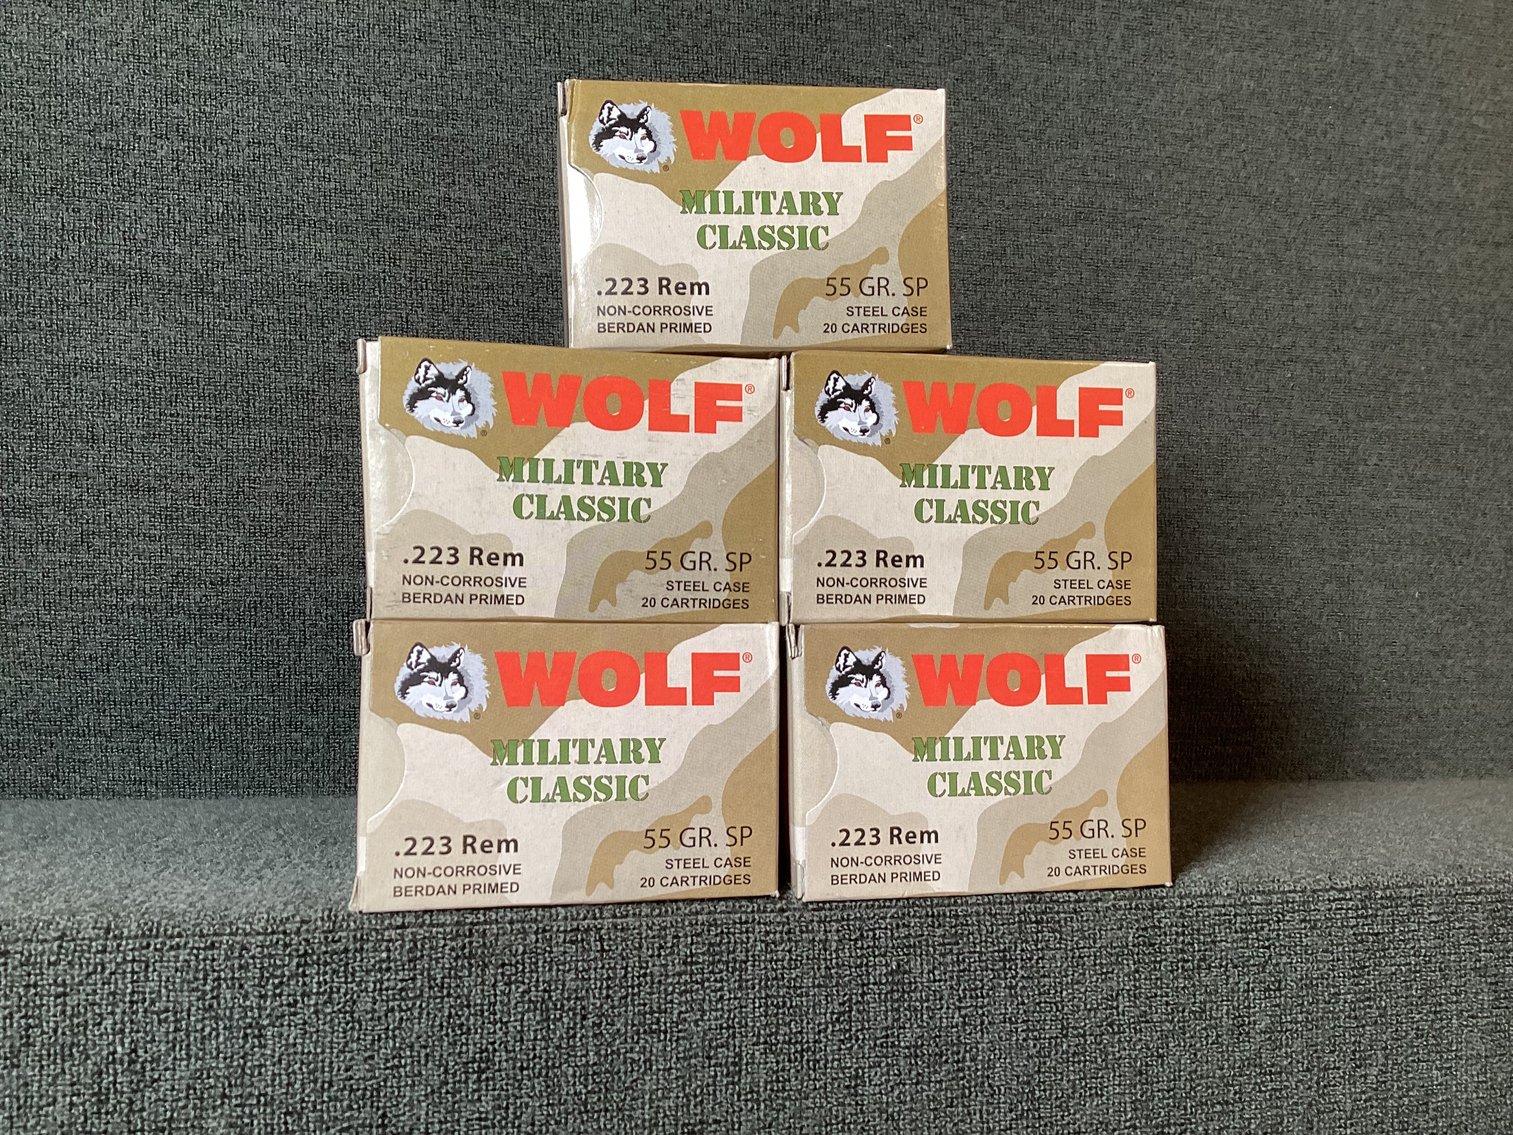 WOLF®
MILITARY
CLASSIC
.223 Rem
NON-CORROSIVE
BERDAN PRIMED
55 GR. SP
STEEL CASE
20 CARTRIDGES
WOLF®
MILITARY
CLASSIC
.223 Rem
NON-CORROSIVE
BERDAN PRIMED
55 GR. SP
STEEL CASE
20 CARTRIDGES
WOLF®
MILITARY
CLASSIC
.223 Rem
NON-CORROSIVE
BERDAN PRIMED
55 GR. SP
STEEL CASE
20 CARTRIDGES
WOLF®
MILITARY
CLASSIC
.223 Rem
NON-CORROSIVE
BERDAN PRIMED
55 GR. SP
STEEL CASE
20 CARTRIDGES
WOLF®
MILITARY
CLASSIC
.223 Rem
NON-CORROSIVE
BERDAN PRIMED
55 GR. SP
STEEL CASE
20 CARTRIDGES